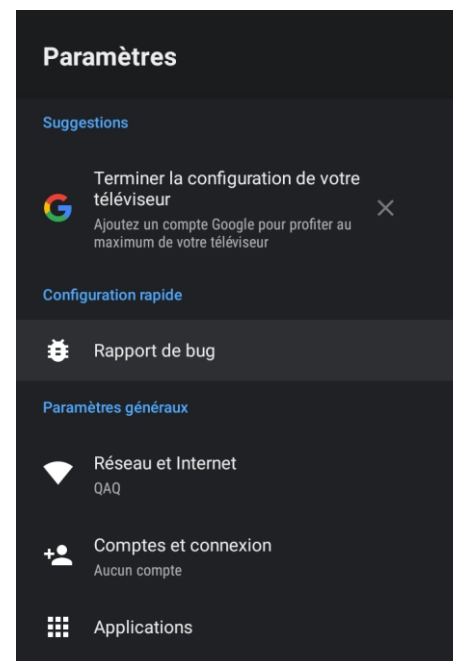 Paramètres
Suggestions
Terminer la configuration de votre
téléviseur
Ajoutez un compte Google pour profiter au
maximum de votre téléviseur
Configuration rapide
Rapport de bug
Paramètres généraux
Réseau et Internet
QAQ
Comptes et connexion
Aucun compte
Applications